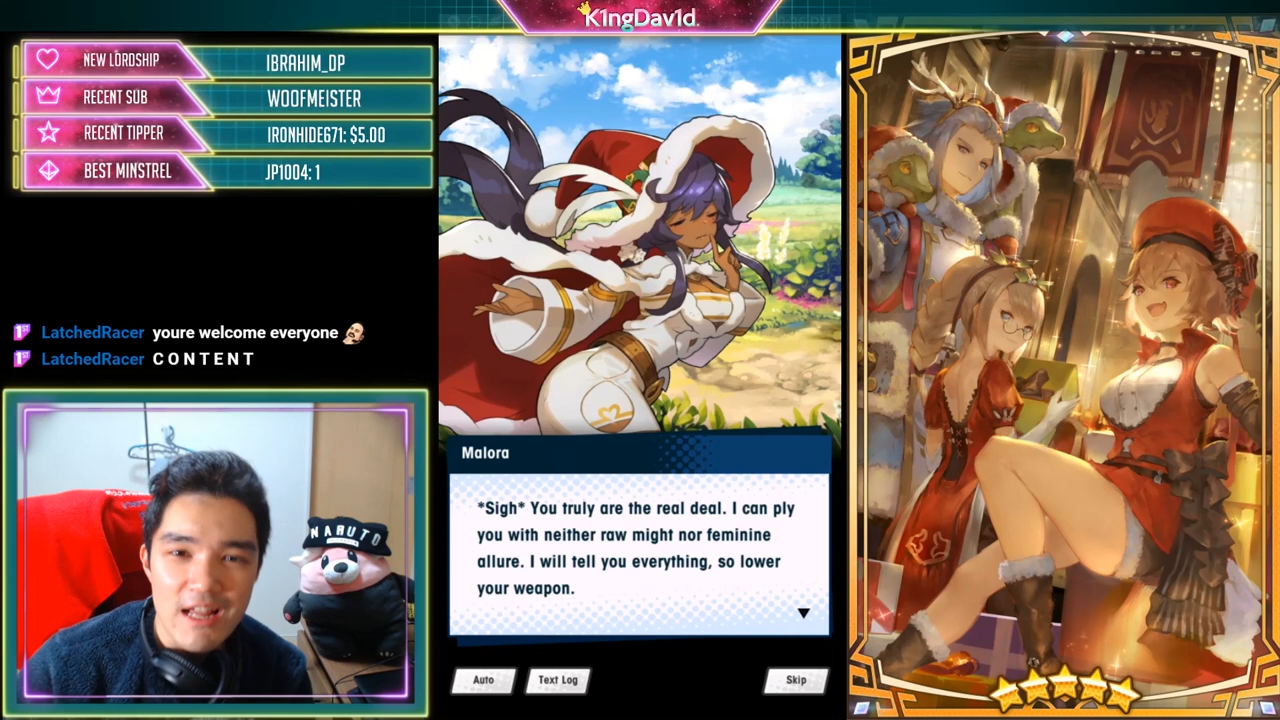 K1ngDav1d.
NEW LORDSHIP
IBRAHIM_DP
RECENT SUB
WOOFMEISTER
RECENT TIPPER
IRONHIDE671: $5.00
BEST MINSTREL
JP1004: 1
1ST LatchedRacer youre welcome everyone
1ST LatchedRacer C O N T E N T
NARUTO
Malora
*Sigh* You truly are the real deal. I can ply
you with neither raw might nor feminine
allure. I will tell you everything, so lower
your weapon.
Auto
Text Log
Skip